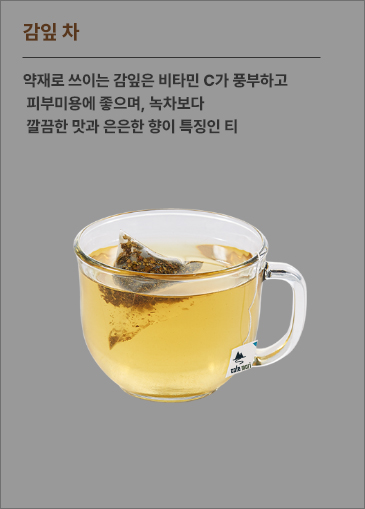 감잎 차
약재로 쓰이는 감잎은 비타민 C가 풍부하고
피부미용에 좋으며, 녹차보다
깔끔한 맛과 은은한 향이 특징인 티
cafe wori